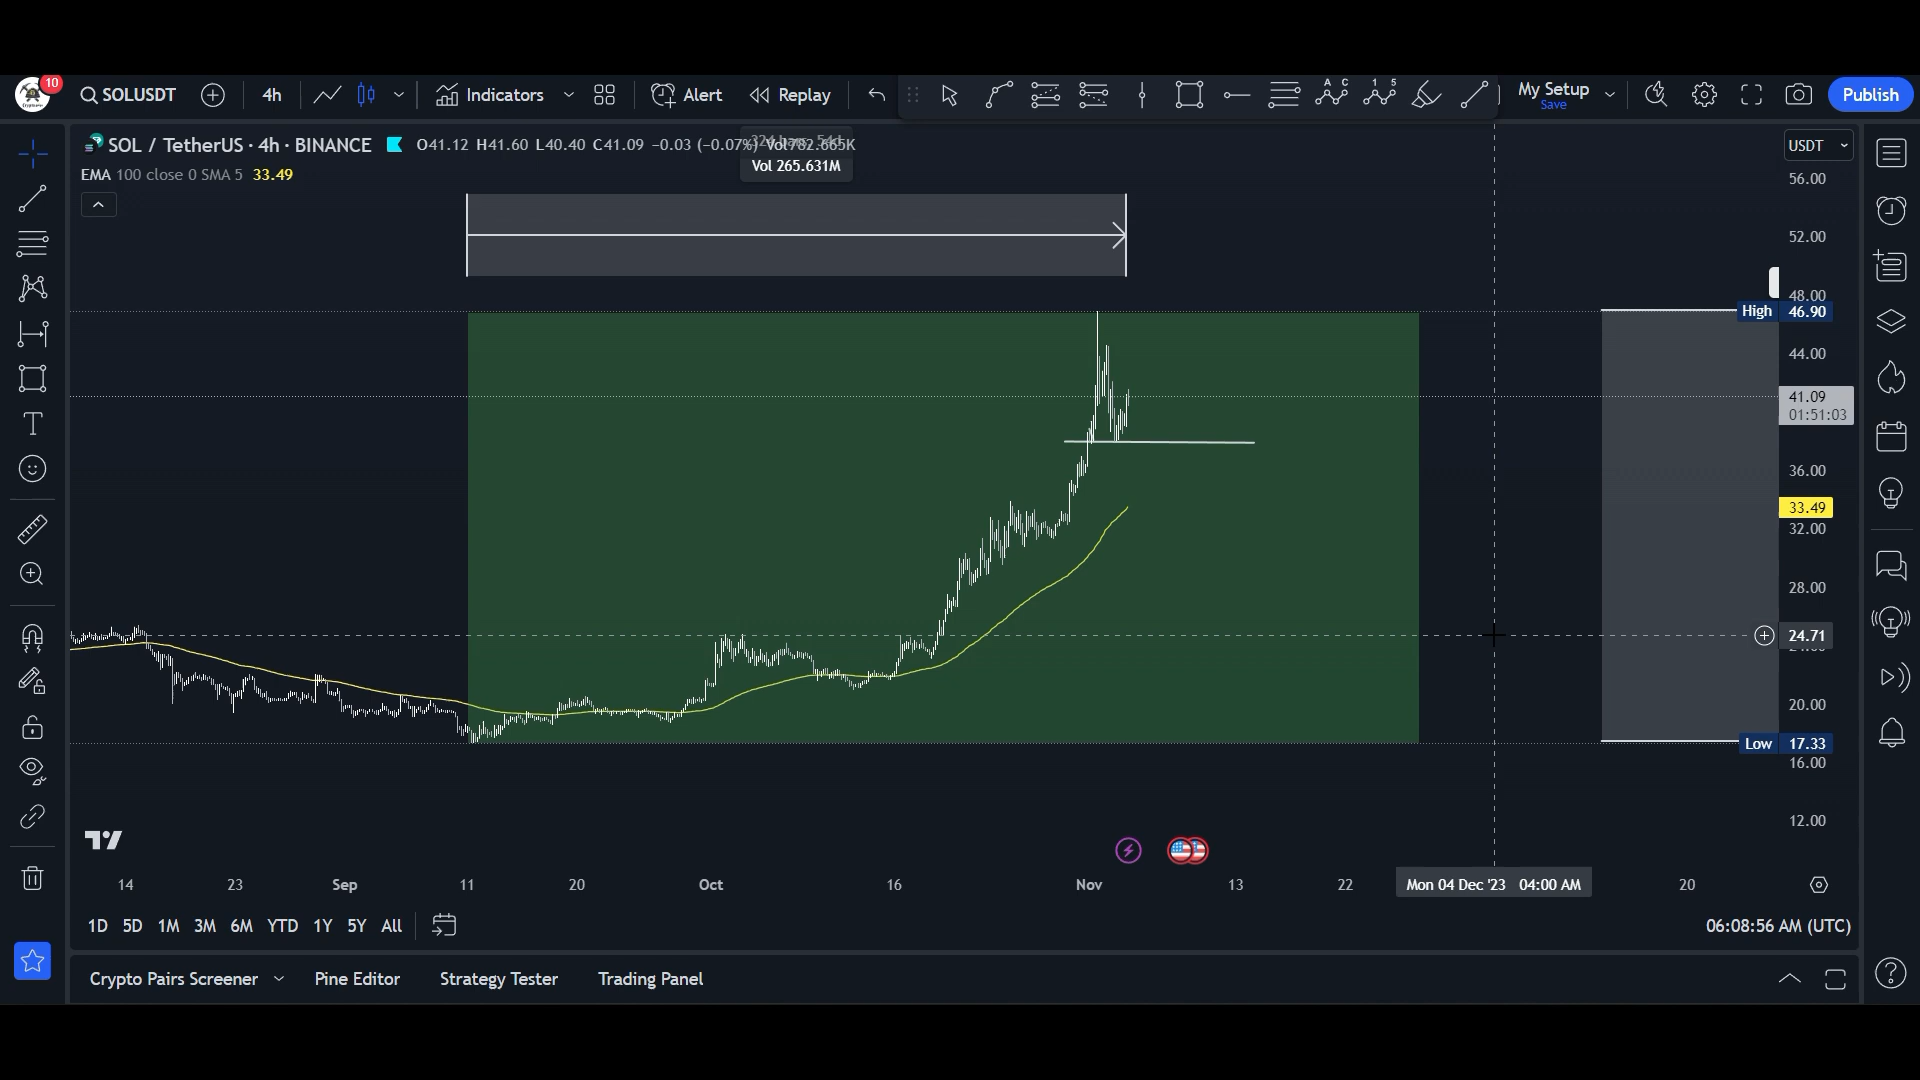 10
SOLUSDT
4h
Indicators
Alert
Replay
A C
1 5
My Setup
Save
Publish
SOL / TetherUS · 4h · BINANCE
O41.12 H41.60 L40.40 C41.09 −0.03 (−0.07%)
Vol 265.631M
EMA 100 close 0 SMA 5 33.49
USDT
56.00
52.00
48.00
High 46.90
44.00
41.09
01:51:03
36.00
33.49
32.00
28.00
24.71
20.00
Low 17.33
16.00
12.00
14 23 Sep 11 20 Oct 16 Nov 13 22 Mon 04 Dec '23 04:00 AM 20
1D 5D 1M 3M 6M YTD 1Y 5Y All
06:08:56 AM (UTC)
Crypto Pairs Screener Pine Editor Strategy Tester Trading Panel